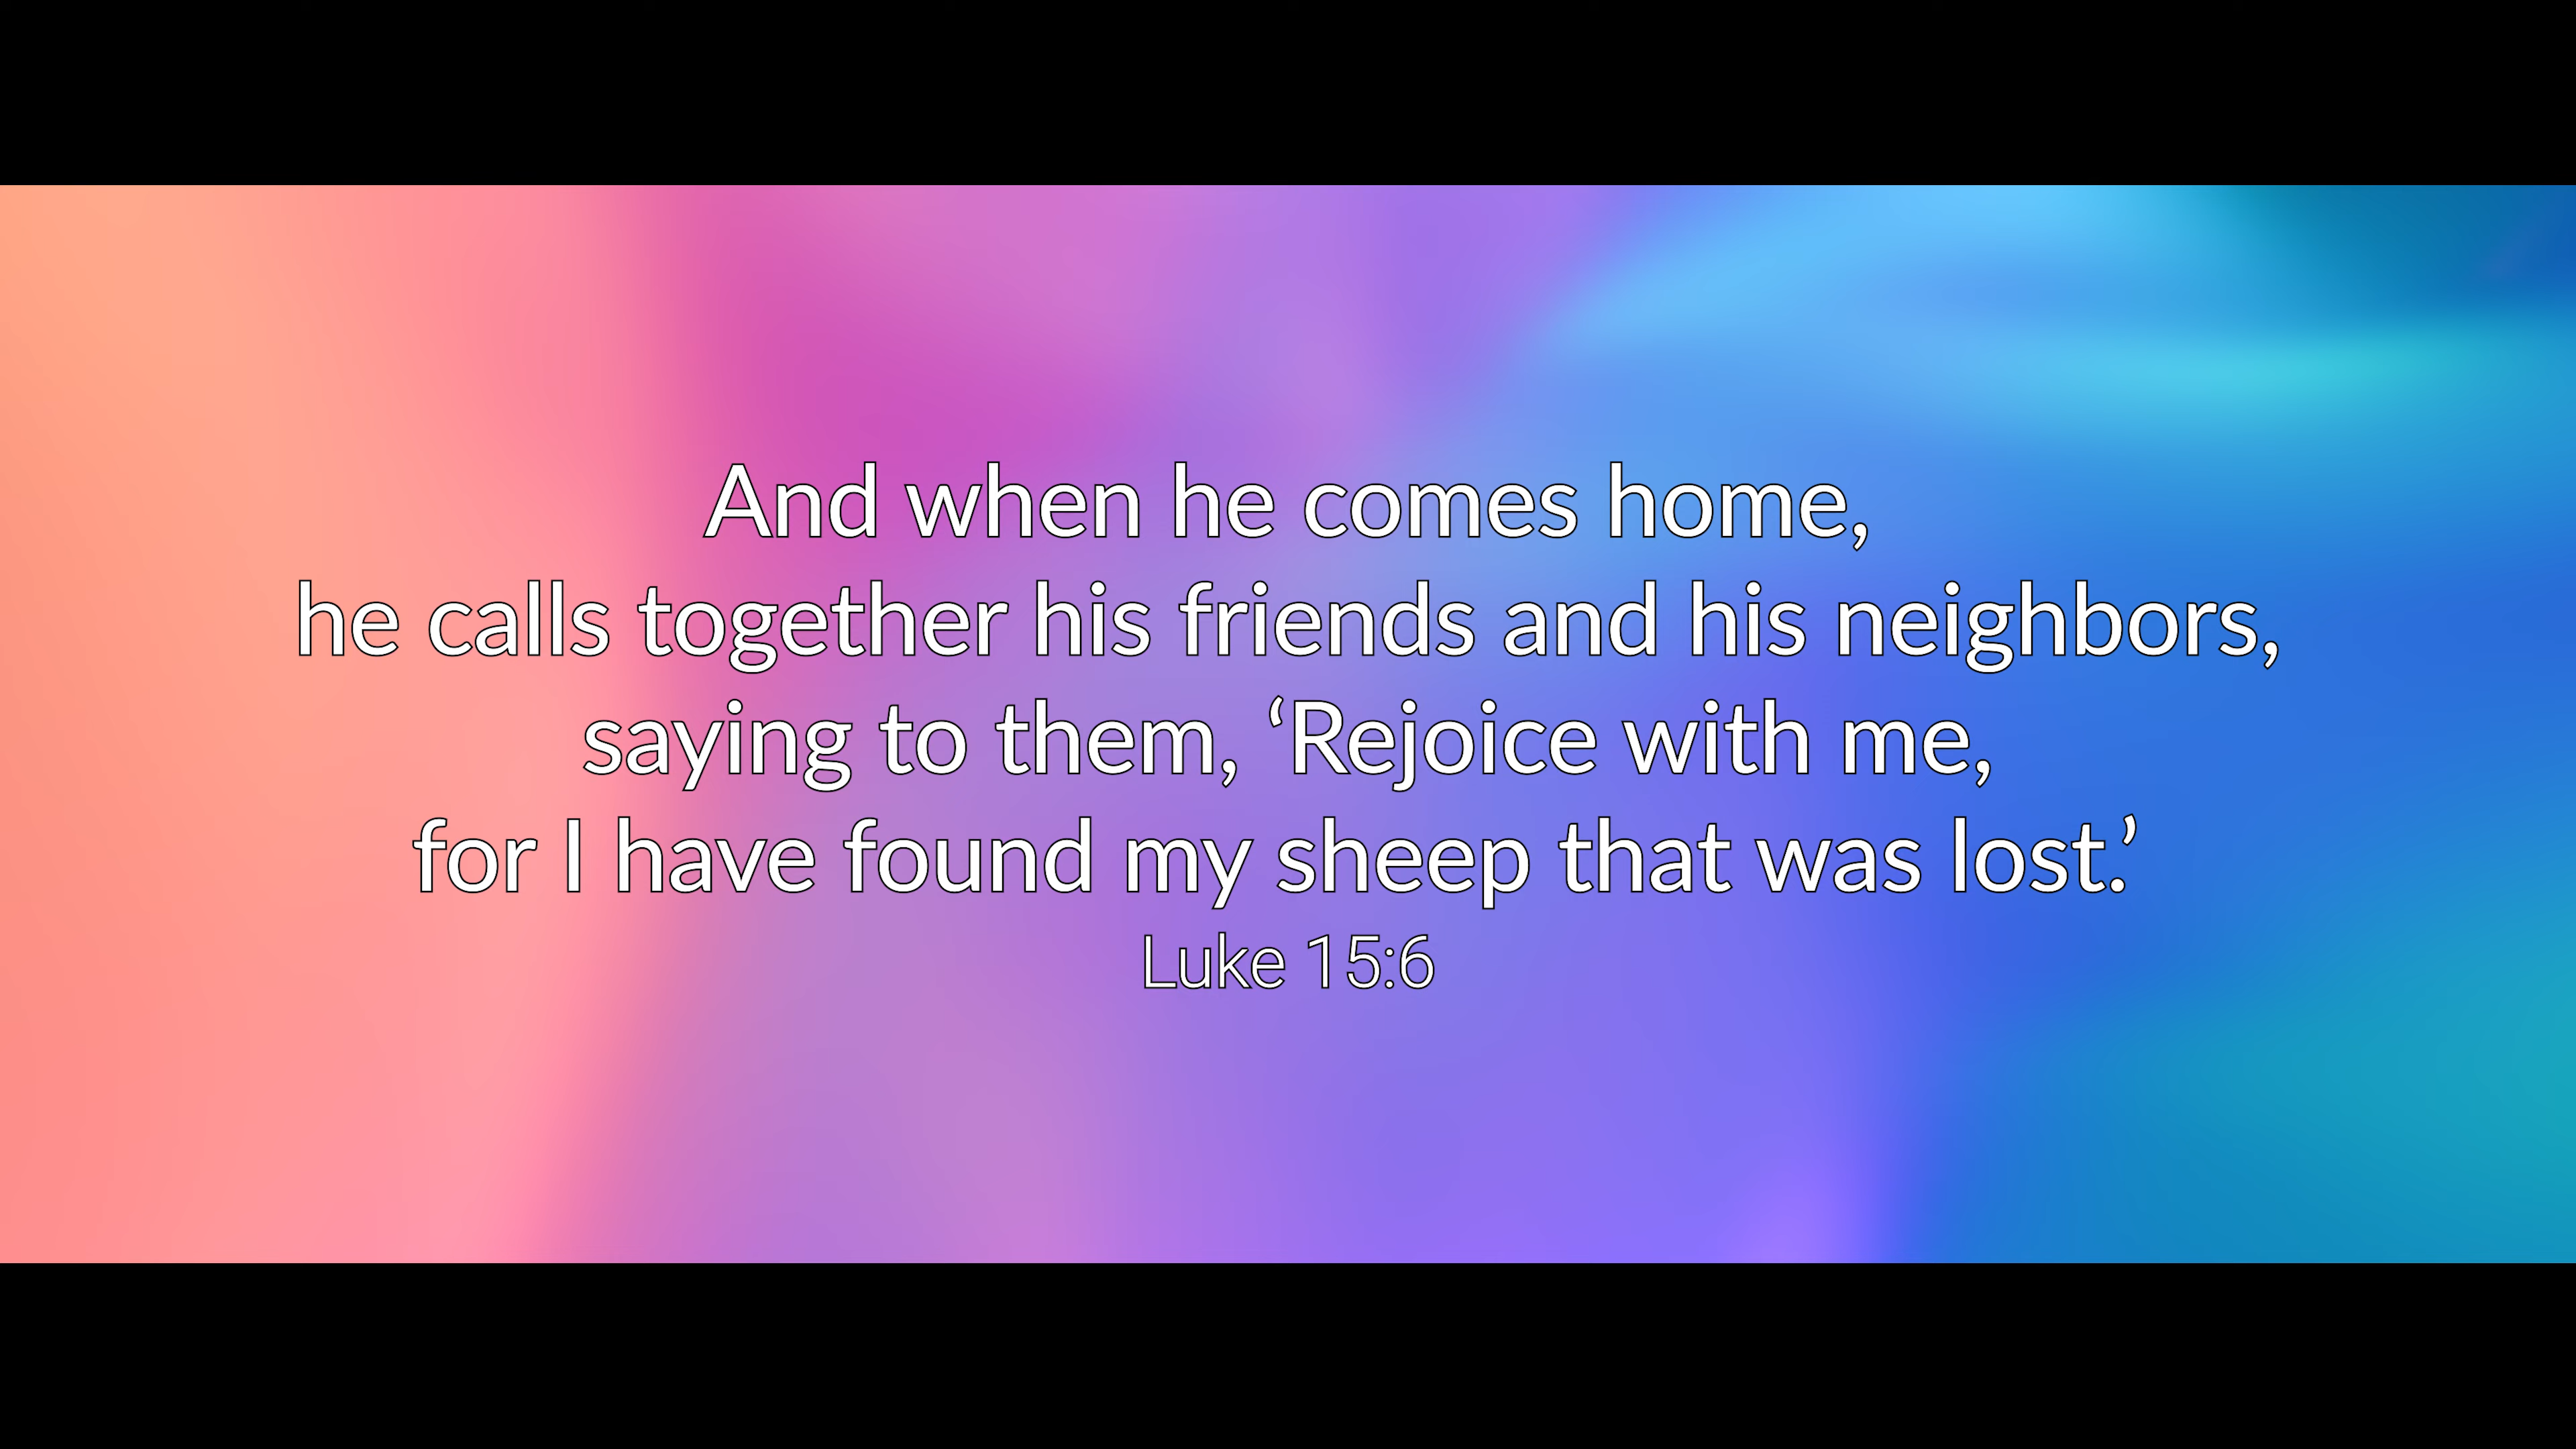 And when he comes home,
he calls together his friends and his neighbors,
saying to them, ‘Rejoice with me,
for I have found my sheep that was lost.’
Luke 15:6